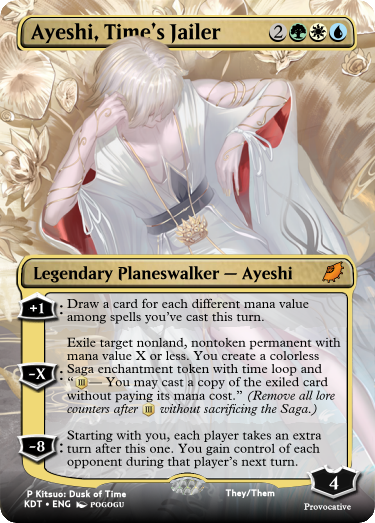 Ayeshi, Time's Jailer 2
Legendary Planeswalker — Ayeshi
+1 : Draw a card for each different mana value
among spells you've cast this turn.
Exile target nonland, nontoken permanent with
mana value X or less. You create a colorless
-X : Saga enchantment token with time loop and
“III— You may cast a copy of the exiled card
without paying its mana cost.” (Remove all lore
counters after III without sacrificing the Saga.)
Starting with you, each player takes an extra
-8 : turn after this one. You gain control of each
opponent during that player's next turn.
4
P Kitsuo: Dusk of Time
They/Them
Provocative
KDT • ENG POGOGU